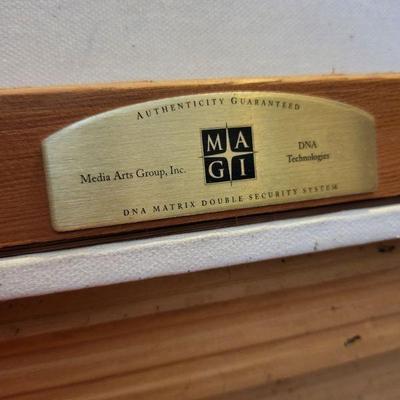 AUTHENTICITY GUARANTEED
Media Arts Group, Inc.
MA
GI
DNA
Technologies
DNA MATRIX DOUBLE SECURITY SYSTEM